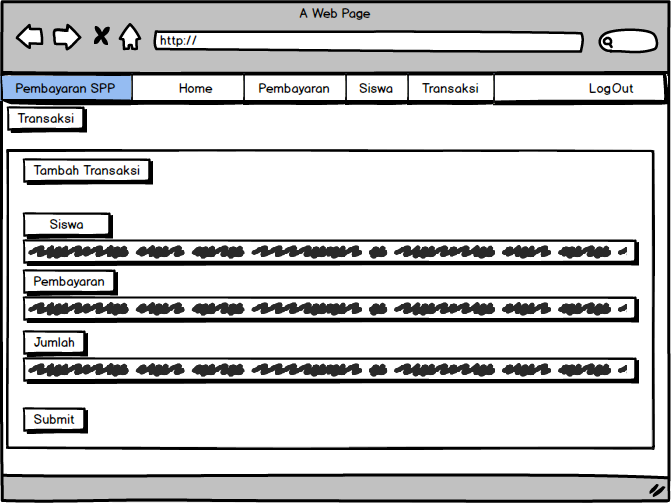 A Web Page
http://
Pembayaran SPP Home Pembayaran Siswa Transaksi LogOut
Transaksi
Tambah Transaksi
Siswa
Pembayaran
Jumlah
Submit